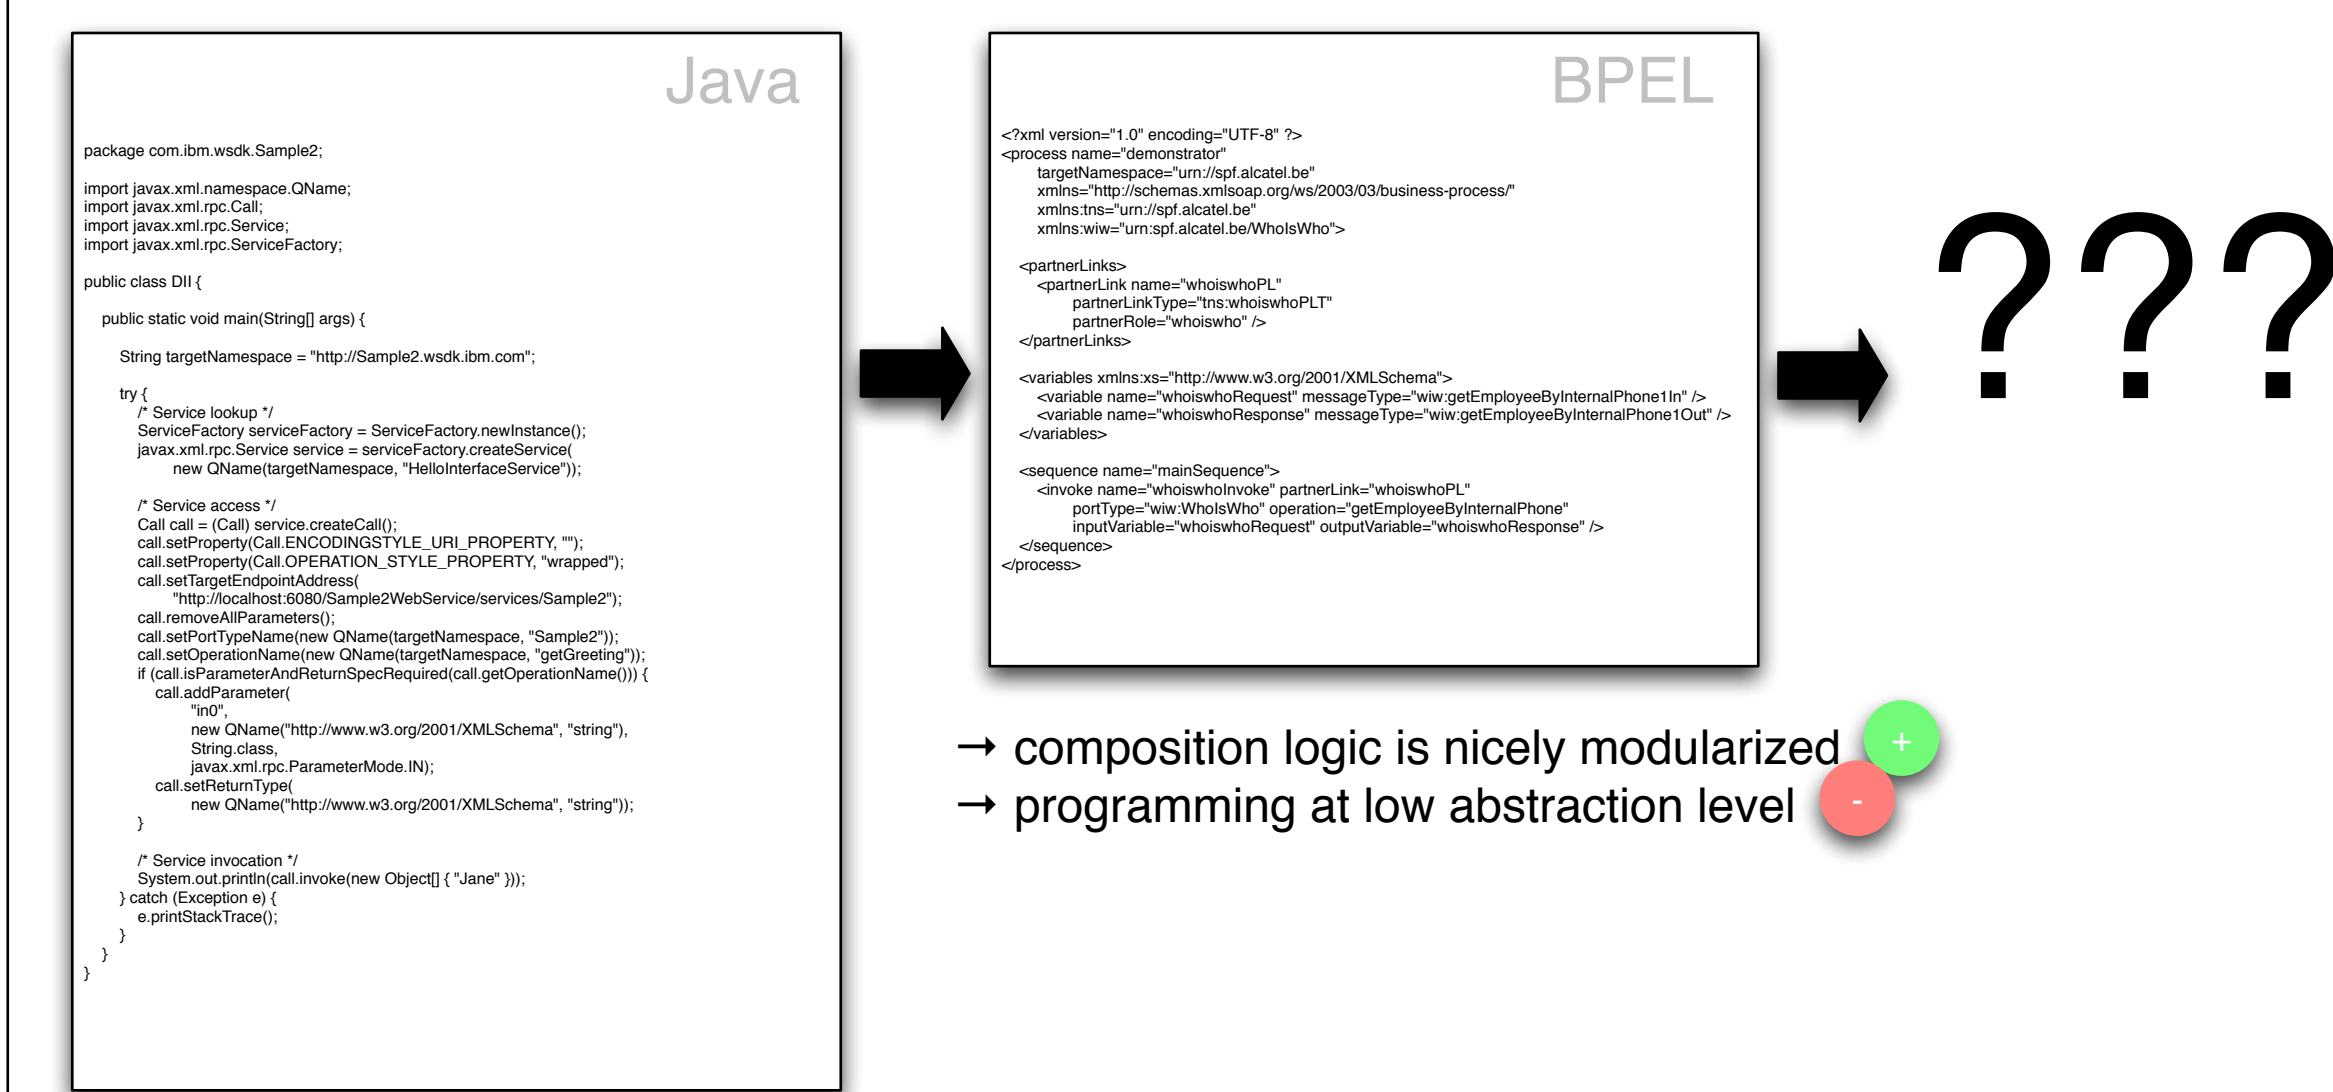 Java
package com.ibm.wsdk.Sample2;
import javax.xml.namespace.QName;
import javax.xml.rpc.Call;
import javax.xml.rpc.Service;
import javax.xml.rpc.ServiceFactory;
public class DII {
public static void main(String[] args) {
String targetNamespace = "http://Sample2.wsdk.ibm.com";
try {
/* Service lookup */
ServiceFactory serviceFactory = ServiceFactory.newInstance();
javax.xml.rpc.Service service = serviceFactory.createService(
new QName(targetNamespace, "HelloInterfaceService"));
/* Service access */
Call call = (Call) service.createCall();
call.setProperty(Call.ENCODINGSTYLE_URI_PROPERTY, "");
call.setProperty(Call.OPERATION_STYLE_PROPERTY, "wrapped");
call.setTargetEndpointAddress(
"http://localhost:6080/Sample2WebService/services/Sample2");
call.removeAllParameters();
call.setPortTypeName(new QName(targetNamespace, "Sample2"));
call.setOperationName(new QName(targetNamespace, "getGreeting"));
if (call.isParameterAndReturnSpecRequired(call.getOperationName())) {
call.addParameter(
"in0",
new QName("http://www.w3.org/2001/XMLSchema", "string"),
String.class,
javax.xml.rpc.ParameterMode.IN);
call.setReturnType(
new QName("http://www.w3.org/2001/XMLSchema", "string"));
}
/* Service invocation */
System.out.println(call.invoke(new Object[] { "Jane" }));
} catch (Exception e) {
e.printStackTrace();
}
}
}
BPEL
<?xml version="1.0" encoding="UTF-8" ?>
<process name="demonstrator"
targetNamespace="urn://spf.alcatel.be"
xmlns="http://schemas.xmlsoap.org/ws/2003/03/business-process/"
xmlns:tns="urn://spf.alcatel.be"
xmlns:wiw="urn:spf.alcatel.be/WhoIsWho">
<partnerLinks>
<partnerLink name="whoiswhoPL"
partnerLinkType="tns:whoiswhoPLT"
partnerRole="whoiswho" />
</partnerLinks>
<variables xmlns:xs="http://www.w3.org/2001/XMLSchema">
<variable name="whoiswhoRequest" messageType="wiw:getEmployeeByInternalPhone1In" />
<variable name="whoiswhoResponse" messageType="wiw:getEmployeeByInternalPhone1Out" />
</variables>
<sequence name="mainSequence">
<invoke name="whoiswhoInvoke" partnerLink="whoiswhoPL"
portType="wiw:WhoIsWho" operation="getEmployeeByInternalPhone"
inputVariable="whoiswhoRequest" outputVariable="whoiswhoResponse" />
</sequence>
</process>
???
→ composition logic is nicely modularized +
→ programming at low abstraction level -